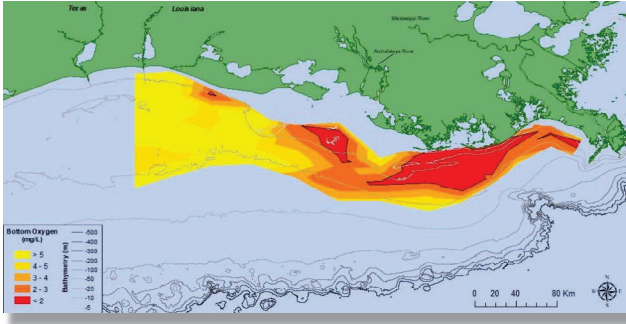 Texas
Louisiana
Mississippi River
Atchafalaya River
Bottom Oxygen
(mg/L)
> 5
4 - 5
3 - 4
2 - 3
< 2
Bathymetry (m)
-500
-400
-300
-200
-100
-50
-25
-10
-5
N
W
E
S
0 20 40 60 80 Km